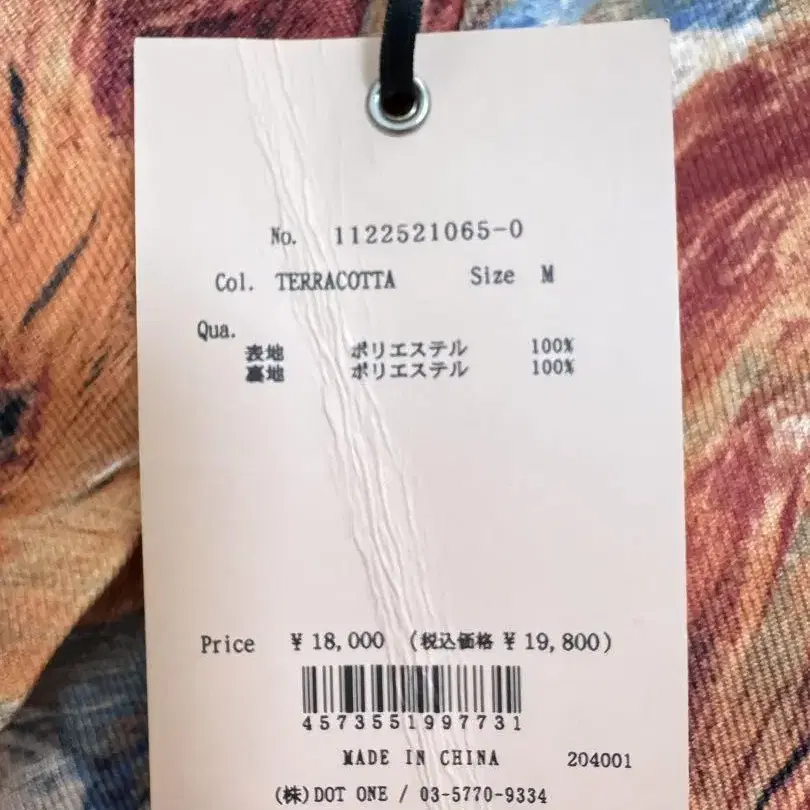 No. 1122521065-0
Col. TERRACOTTA Size M
Qua.
表地 ポリエステル 100%
裏地 ポリエステル 100%
Price ¥18,000 (税込価格 ¥19,800)
4573551997731
MADE IN CHINA 204001
(株)DOT ONE / 03-5770-9334